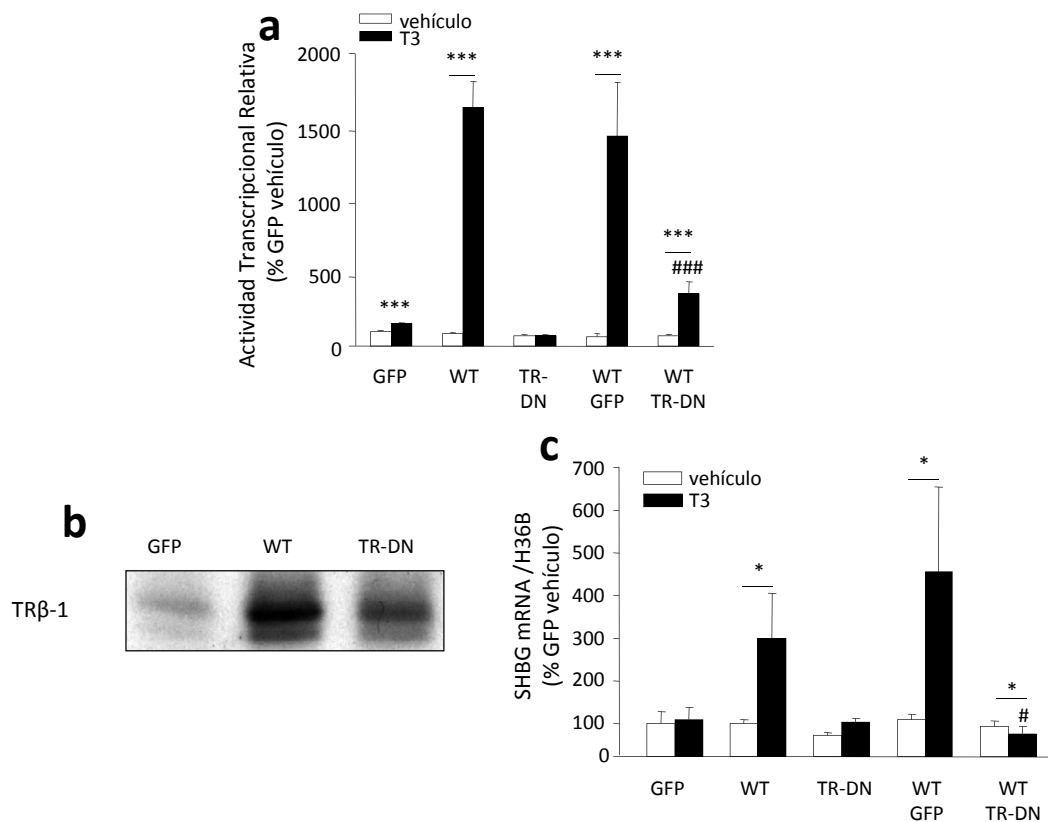 a
vehículo
T3
Actividad Transcripcional Relativa
(% GFP vehículo)
2000
1500
1000
500
0
***
***
***
***
###
GFP
WT
TR-
DN
WT
GFP
WT
TR-DN
b
GFP
WT
TR-DN
TRβ-1
c
vehículo
T3
SHBG mRNA /H36B
(% GFP vehículo)
700
600
500
400
300
200
100
0
*
*
*
#
GFP
WT
TR-DN
WT
GFP
WT
TR-DN